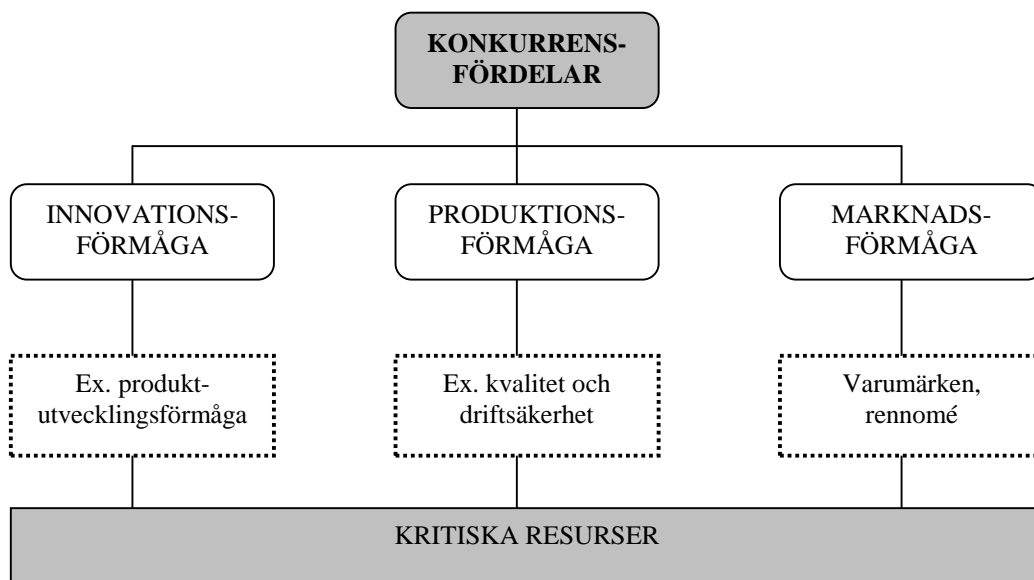 KONKURRENS-
FÖRDELAR
INNOVATIONS-
FÖRMÅGA
PRODUKTIONS-
FÖRMÅGA
MARKNADS-
FÖRMÅGA
Ex. produkt-
utvecklingsförmåga
Ex. kvalitet och
driftsäkerhet
Varumärken,
rennomé
KRITISKA RESURSER